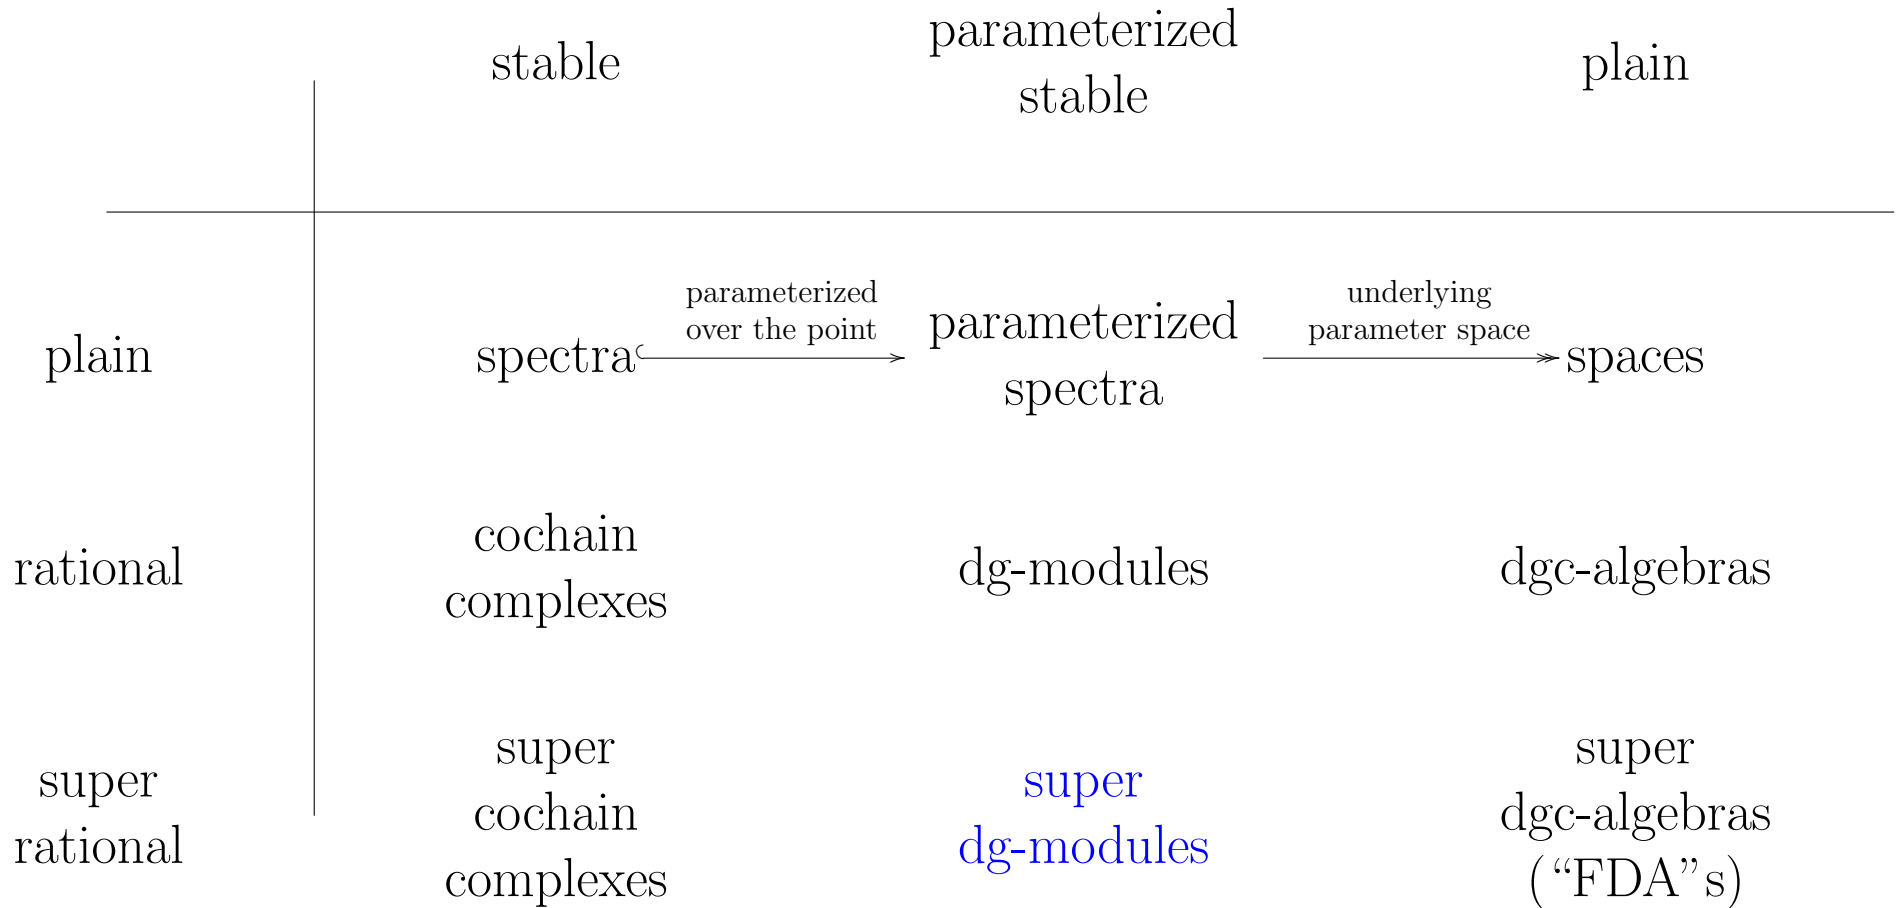 stable
parameterized
stable
plain
plain
spectra
parameterized
over the point
parameterized
spectra
underlying
parameter space
spaces
rational
cochain
complexes
dg-modules
dgc-algebras
super
rational
super
cochain
complexes
super
dg-modules
super
dgc-algebras
(“FDA”s)